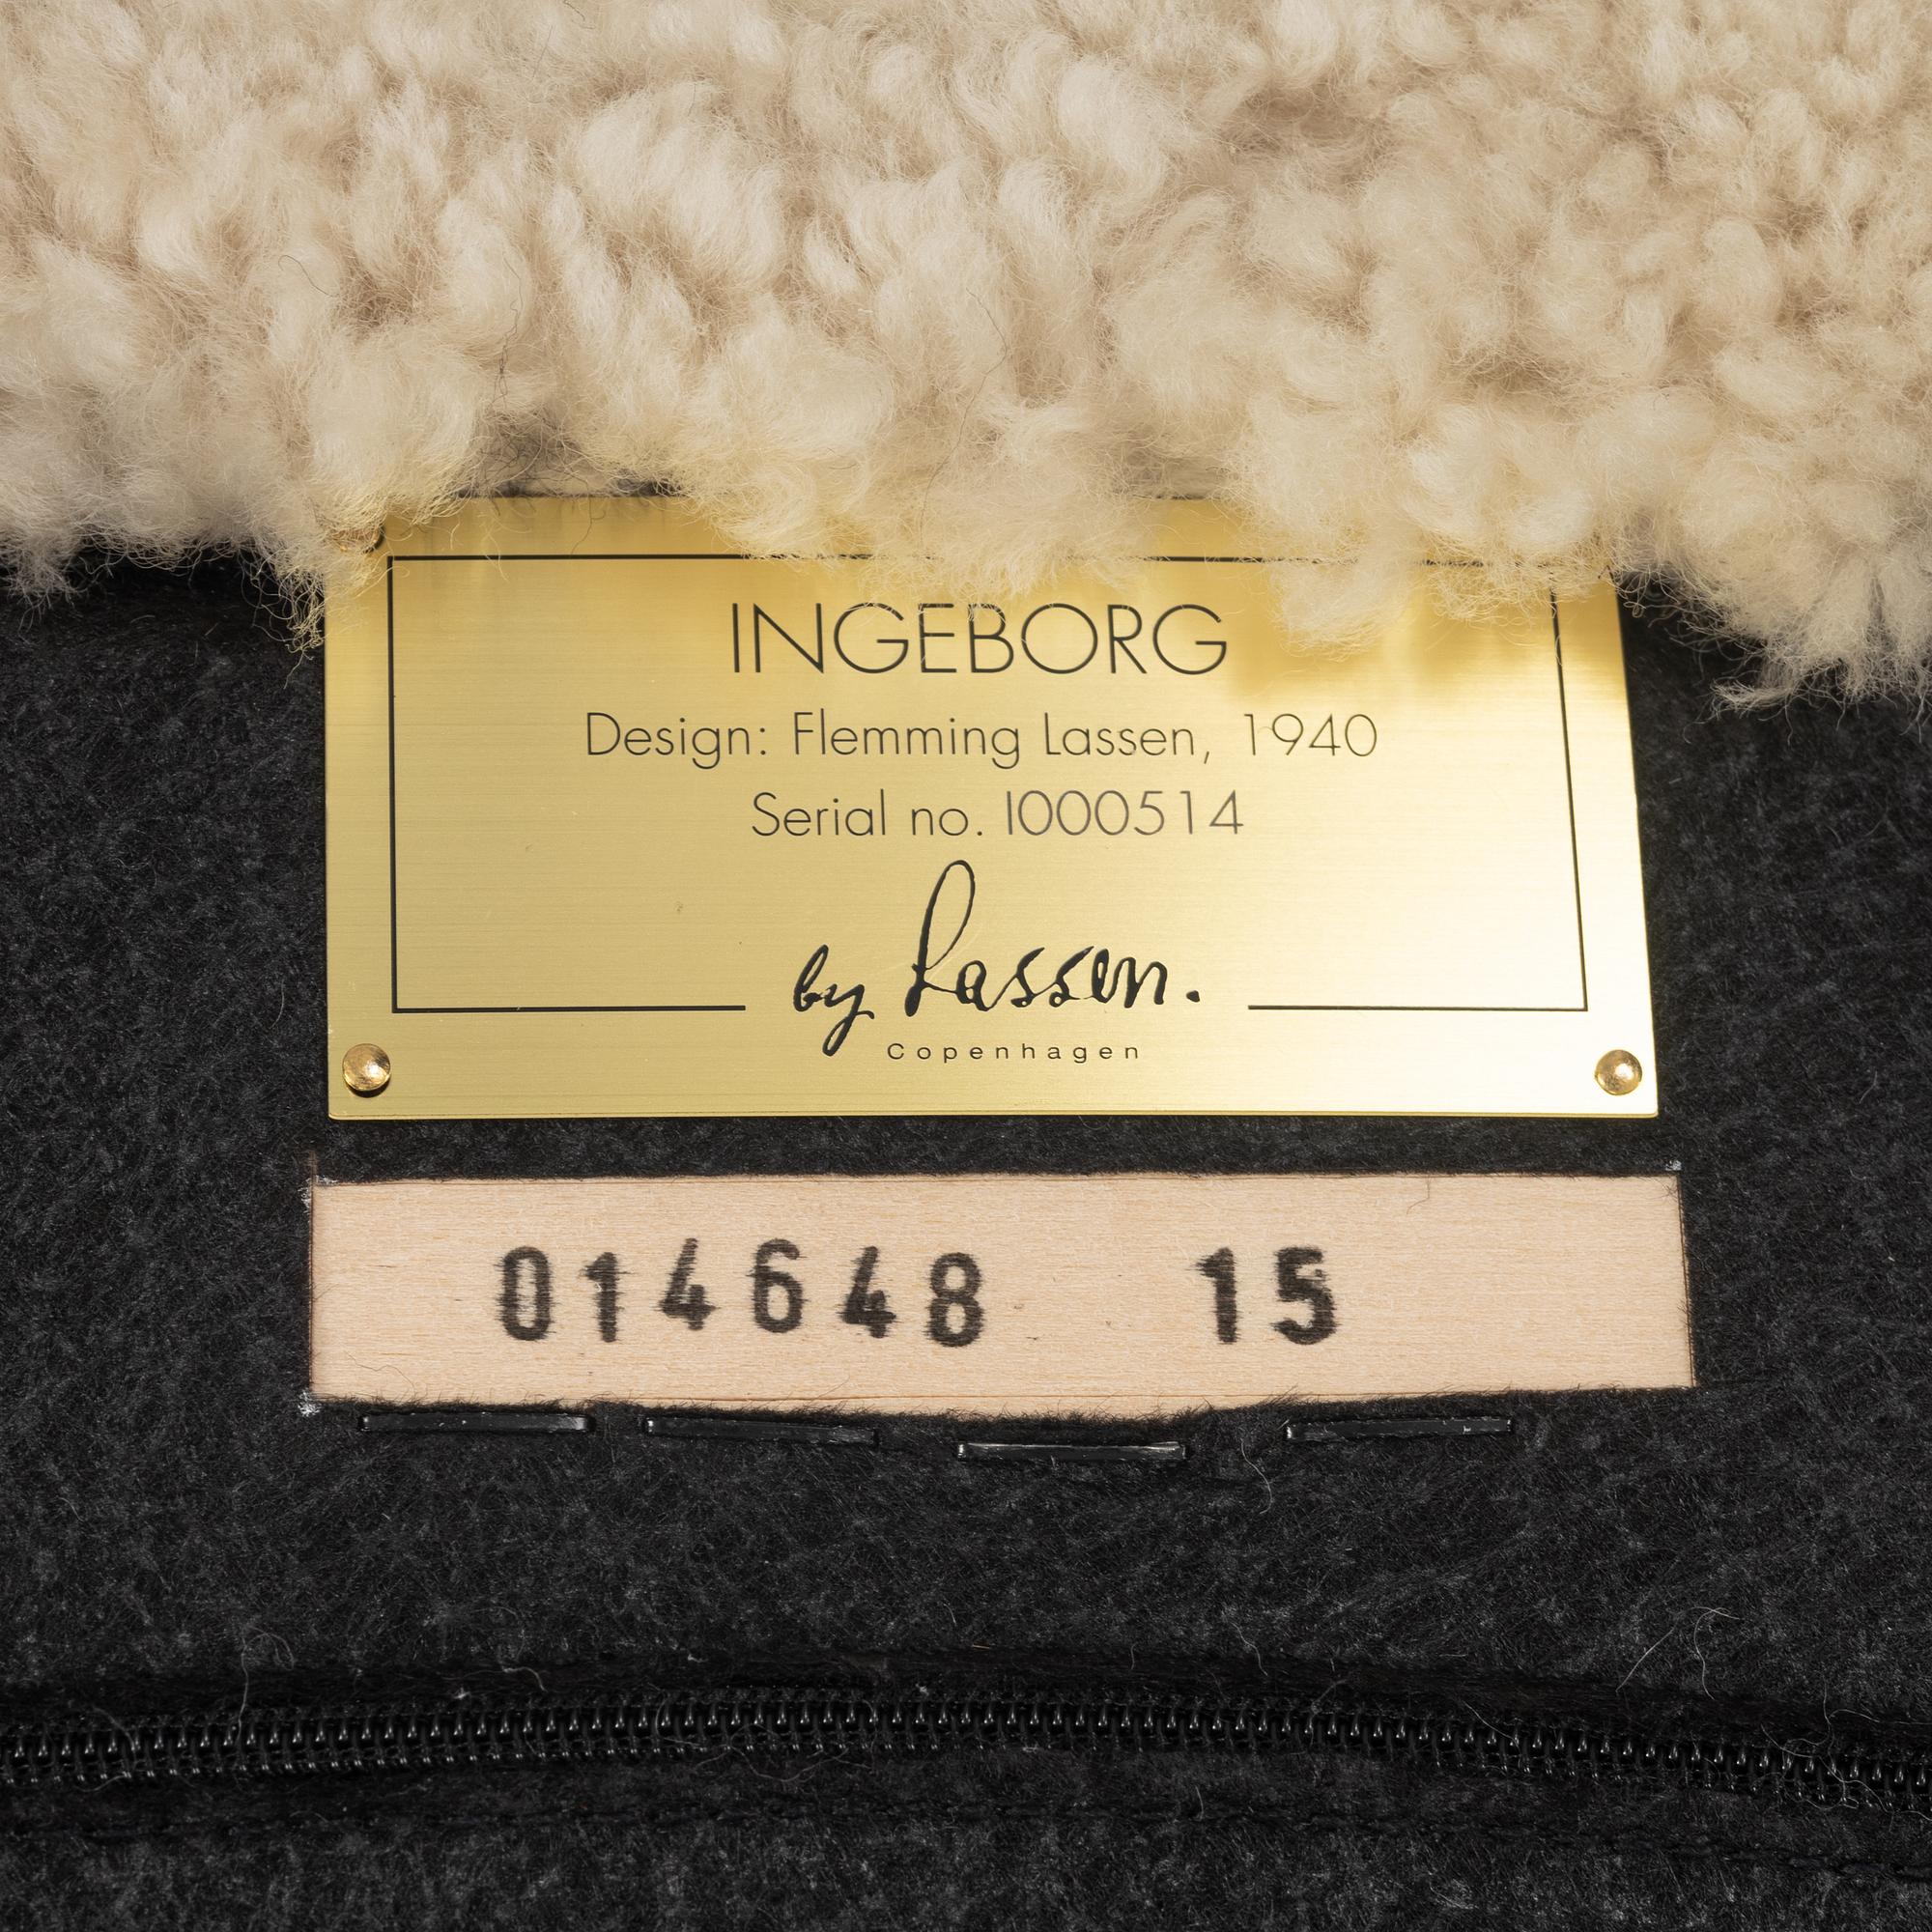 INGEBORG
Design: Flemming Lassen, 1940
Serial no. I000514
by Lassen.
Copenhagen
014648 15